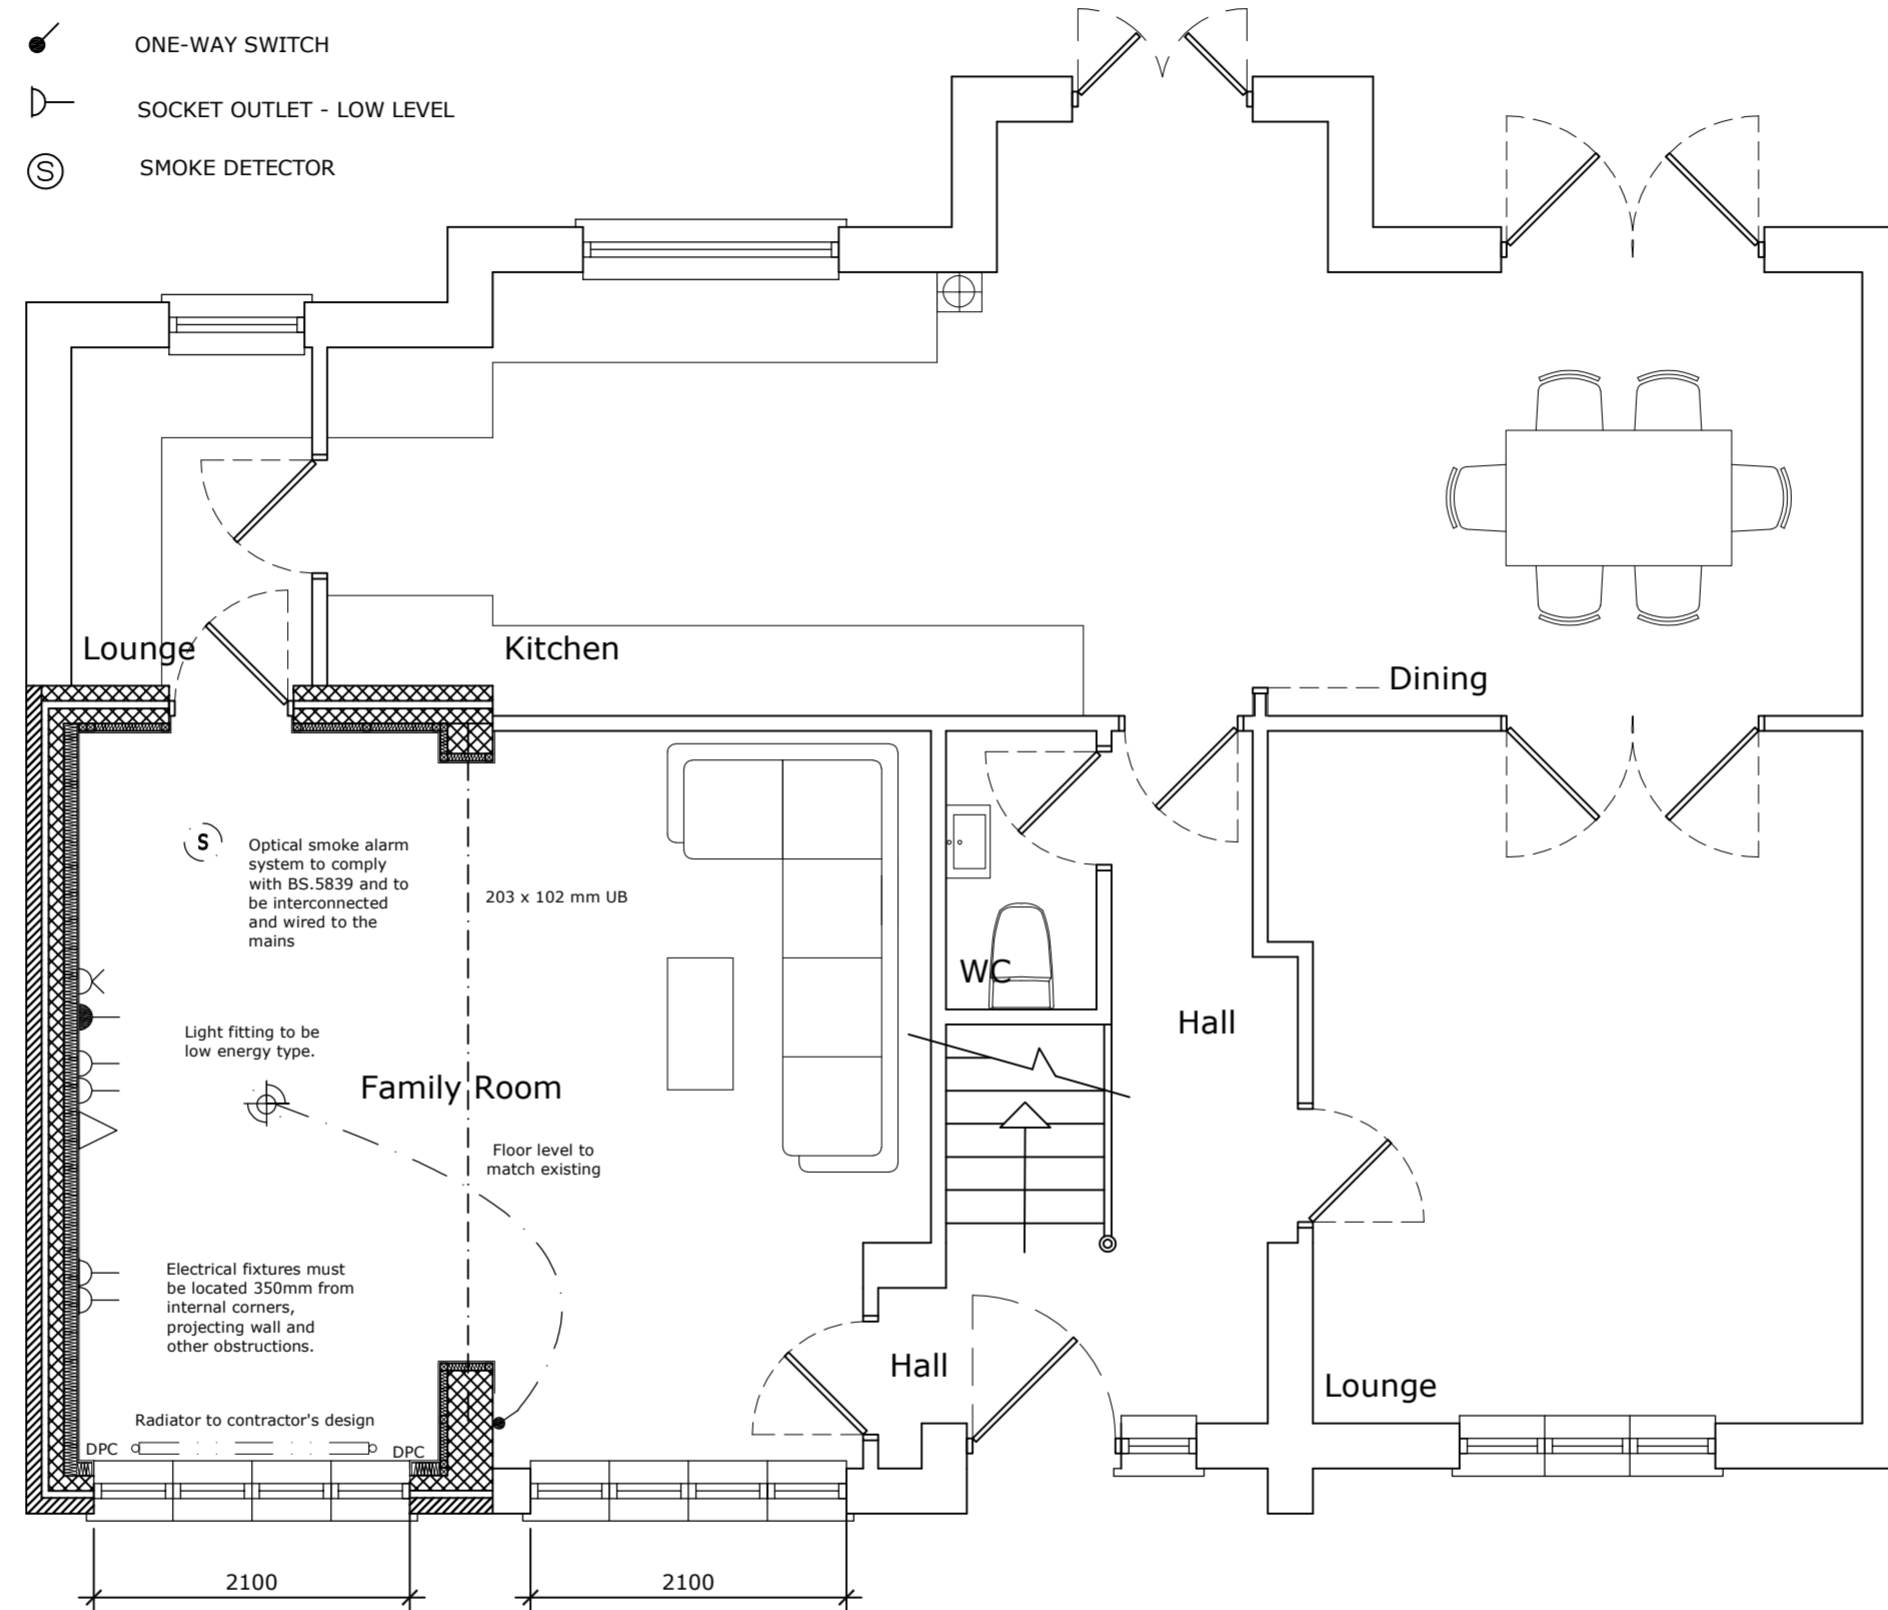 ONE-WAY SWITCH
SOCKET OUTLET - LOW LEVEL
S
SMOKE DETECTOR
Lounge
Kitchen
Dining
S
Optical smoke alarm
system to comply
with BS.5839 and to
be interconnected
and wired to the
mains
203 x 102 mm UB
WC
Hall
Light fitting to be
low energy type.
Family Room
Floor level to
match existing
Electrical fixtures must
be located 350mm from
internal corners,
projecting wall and
other obstructions.
Hall
Lounge
Radiator to contractor's design
DPC
DPC
2100
2100